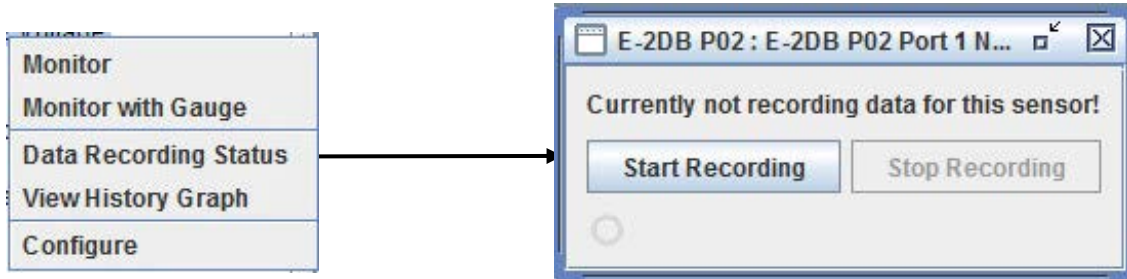 Monitor
Monitor with Gauge
Data Recording Status
View History Graph
Configure
E-2DB P02 : E-2DB P02 Port 1 N...
Currently not recording data for this sensor!
Start Recording
Stop Recording